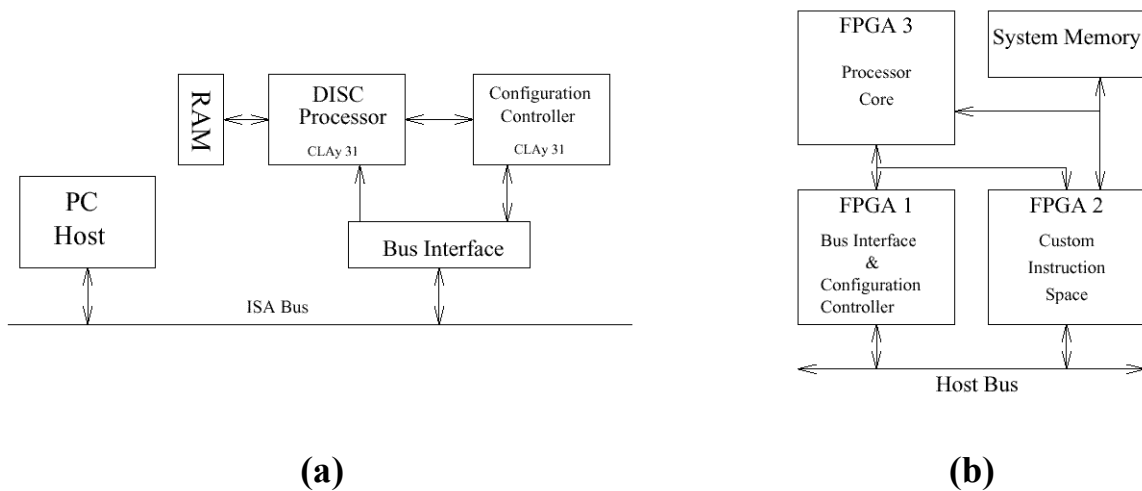 RAM
DISC
Processor
CLAy 31
Configuration
Controller
CLAy 31
PC
Host
Bus Interface
ISA Bus
(a)
FPGA 3
Processor
Core
System Memory
FPGA 1
Bus Interface
&
Configuration
Controller
FPGA 2
Custom
Instruction
Space
Host Bus
(b)